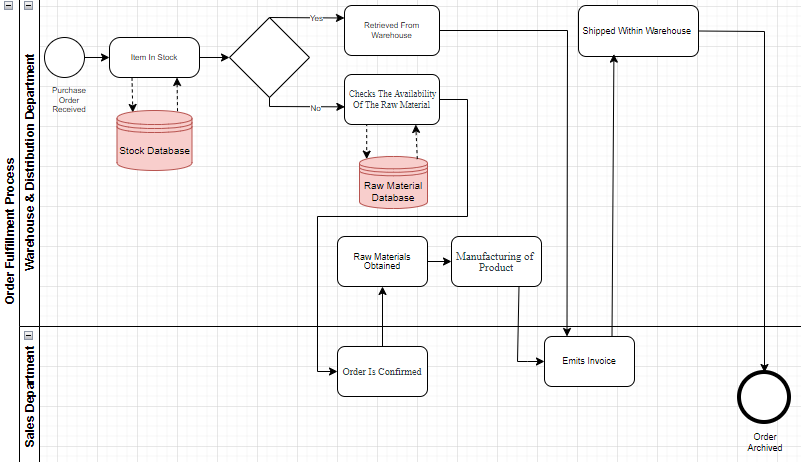 Order Fulfillment Process
Warehouse & Distribution Department
Sales Department
Purchase
Order
Received
Item In Stock
Stock Database
Yes
No
Retrieved From
Warehouse
Checks The Availability
Of The Raw Material
Raw Material
Database
Shipped Within Warehouse
Raw Materials
Obtained
Manufacturing of
Product
Order Is Confirmed
Emits Invoice
Order
Archived